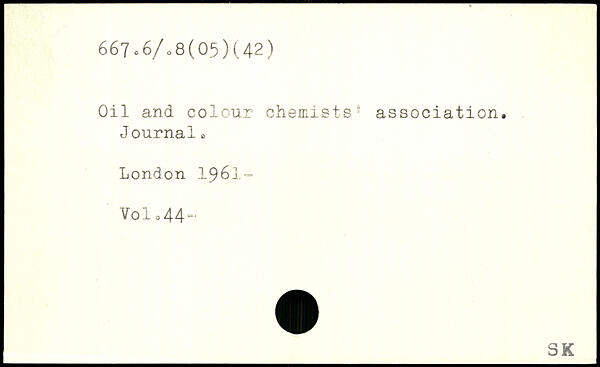 667.6/.8(05)(42)
Oil and colour chemists' association.
Journal.
London 1961-
Vol.44-
SK